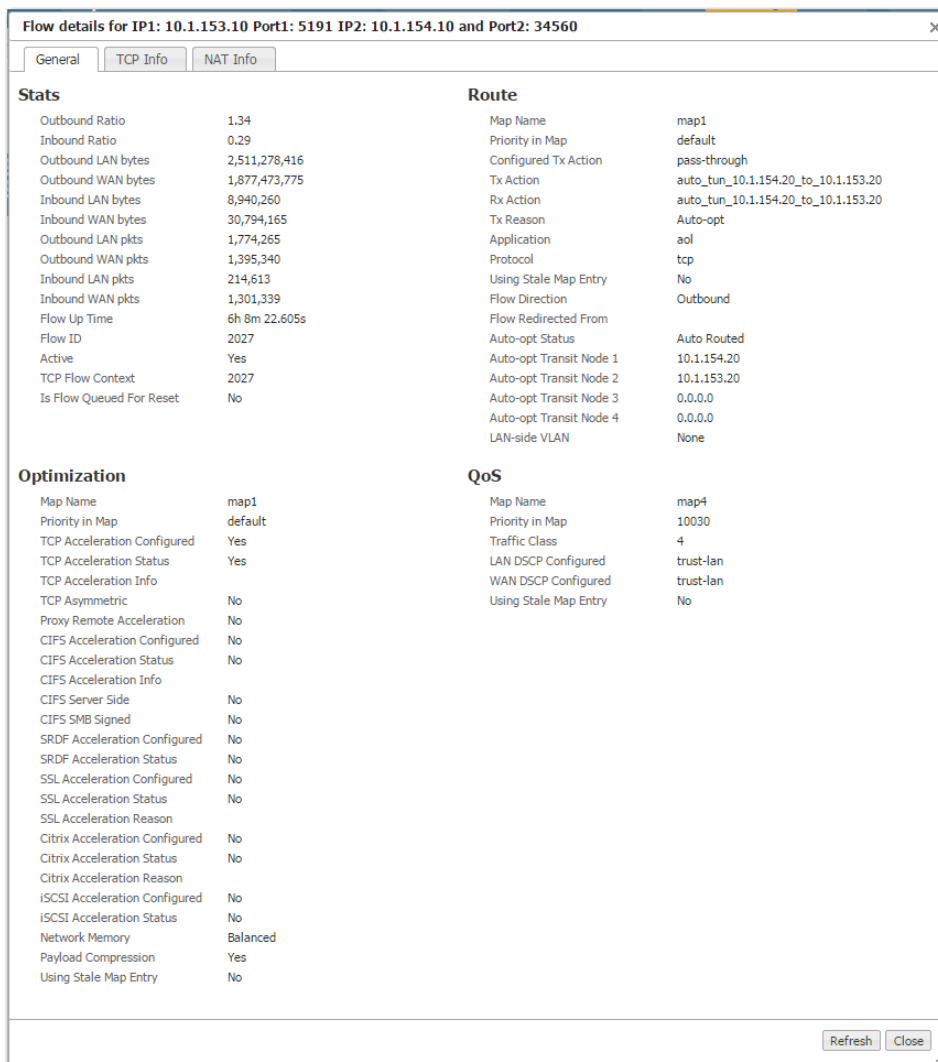 Flow details for IP1: 10.1.153.10 Port1: 5191 IP2: 10.1.154.10 and Port2: 34560
General TCP Info NAT Info
Stats
Outbound Ratio 1.34
Inbound Ratio 0.29
Outbound LAN bytes 2,511,278,416
Outbound WAN bytes 1,877,473,775
Inbound LAN bytes 8,940,260
Inbound WAN bytes 30,794,165
Outbound LAN pkts 1,774,265
Outbound WAN pkts 1,395,340
Inbound LAN pkts 214,613
Inbound WAN pkts 1,301,339
Flow Up Time 6h 8m 22.605s
Flow ID 2027
Active Yes
TCP Flow Context 2027
Is Flow Queued For Reset No
Route
Map Name map1
Priority in Map default
Configured Tx Action pass-through
Tx Action auto_tun_10.1.154.20_to_10.1.153.20
Rx Action auto_tun_10.1.154.20_to_10.1.153.20
Tx Reason Auto-opt
Application aol
Protocol tcp
Using Stale Map Entry No
Flow Direction Outbound
Flow Redirected From
Auto-opt Status Auto Routed
Auto-opt Transit Node 1 10.1.154.20
Auto-opt Transit Node 2 10.1.153.20
Auto-opt Transit Node 3 0.0.0.0
Auto-opt Transit Node 4 0.0.0.0
LAN-side VLAN None
Optimization
Map Name map1
Priority in Map default
TCP Acceleration Configured Yes
TCP Acceleration Status Yes
TCP Acceleration Info
TCP Asymmetric No
Proxy Remote Acceleration No
CIFS Acceleration Configured No
CIFS Acceleration Status No
CIFS Acceleration Info
CIFS Server Side No
CIFS SMB Signed No
SRDF Acceleration Configured No
SRDF Acceleration Status No
SSL Acceleration Configured No
SSL Acceleration Status No
SSL Acceleration Reason
Citrix Acceleration Configured No
Citrix Acceleration Status No
Citrix Acceleration Reason
iSCSI Acceleration Configured No
iSCSI Acceleration Status No
Network Memory Balanced
Payload Compression Yes
Using Stale Map Entry No
QoS
Map Name map4
Priority in Map 10030
Traffic Class 4
LAN DSCP Configured trust-lan
WAN DSCP Configured trust-lan
Using Stale Map Entry No
Refresh Close